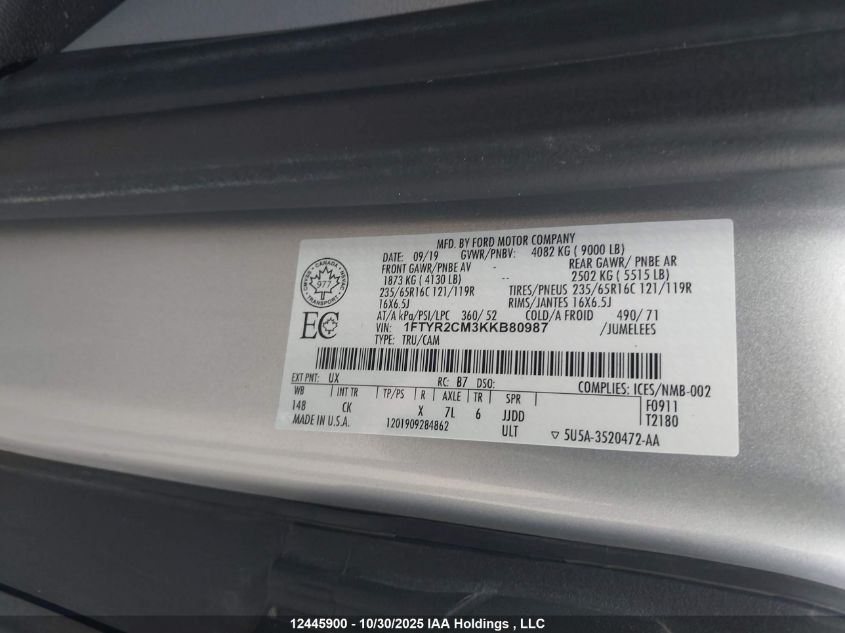 MFD. BY FORD MOTOR COMPANY
DATE: 09/19 GVWR/PNBV: 4082 KG ( 9000 LB)
FRONT GAWR/PNBE AV - REAR GAWR/ PNBE AR
1873 KG ( 4130 LB) -- 2502 KG ( 5515 LB)
235/65R16C 121/119R TIRES/PNEUS 235/65R16C 121/119R
16X6.5J RIMS/JANTES 16X6.5J
AT/A kPa/PSI/LPC 360/ 52 COLD/A FROID 490/ 71
VIN: 1FTYR2CM3KKB80987 /JUMELEES
TYPE: TRU/CAM
CANADA
977
TRANSPORT
EC
EXT PNT: UX RC: B7 DSO: COMPLIES: ICES/NMB-002
WB INT TR TP/PS R AXLE TR SPR F0911
148 CK X 7L 6 JJDD T2180
MADE IN U.S.A. 1201909284862 ULT ▽ 5U5A-3520472-AA
12445900 - 10/30/2025 IAA Holdings , LLC